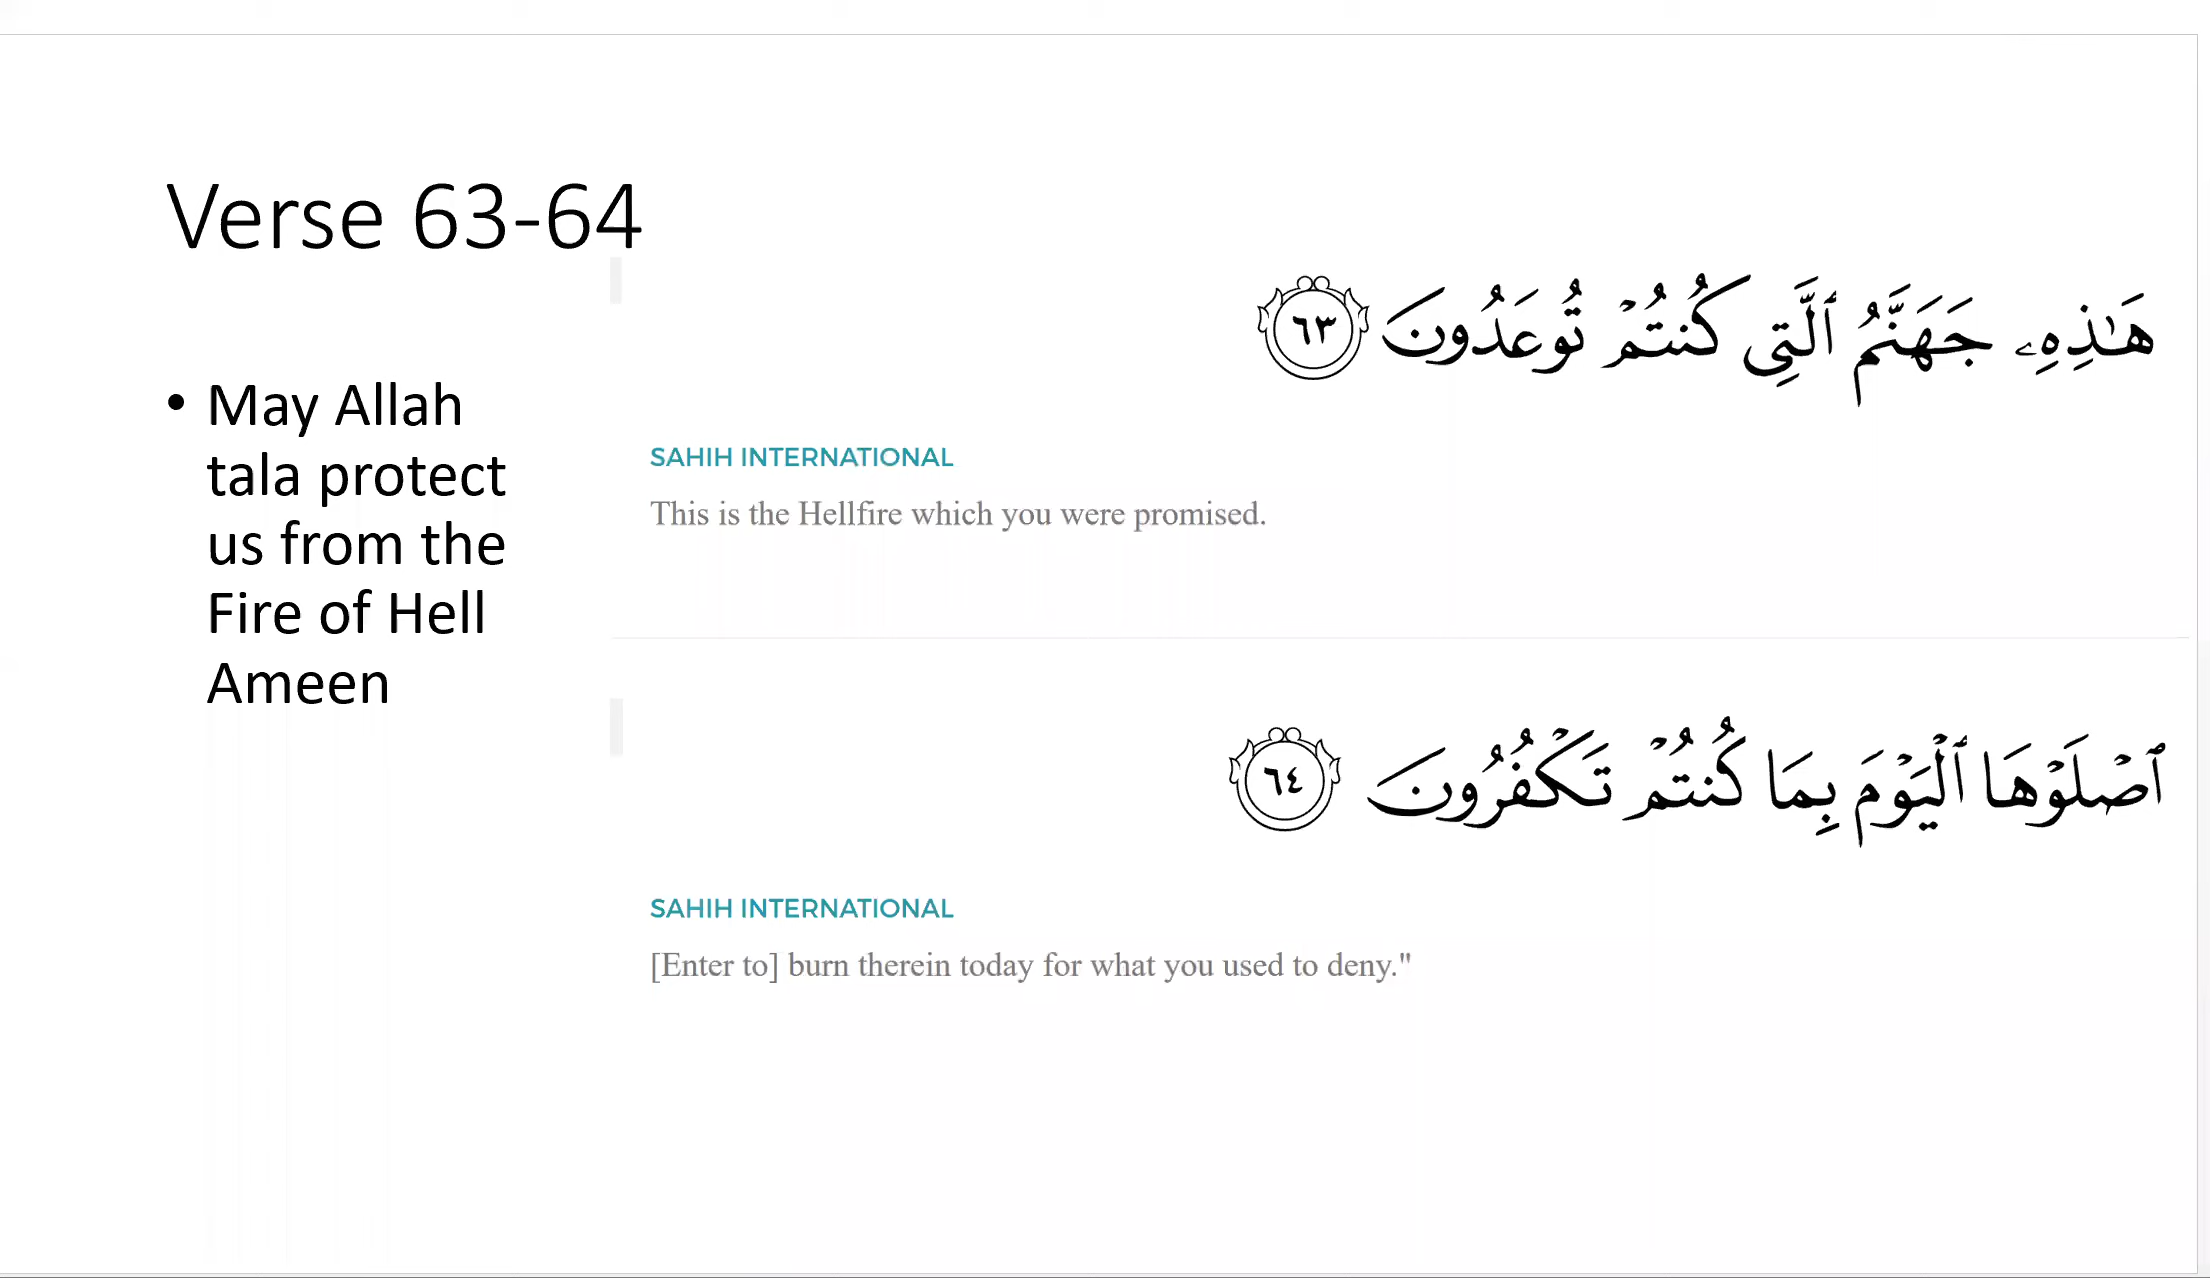 Verse 63-64
• May Allah
tala protect
us from the
Fire of Hell
Ameen
هَـٰذِهِۦ جَهَنَّمُ ٱلَّتِى كُنتُمْ تُوعَدُونَ ٦٣
SAHIH INTERNATIONAL
This is the Hellfire which you were promised.
ٱصْلَوْهَا ٱلْيَوْمَ بِمَا كُنتُمْ تَكْفُرُونَ ٦٤
SAHIH INTERNATIONAL
[Enter to] burn therein today for what you used to deny."